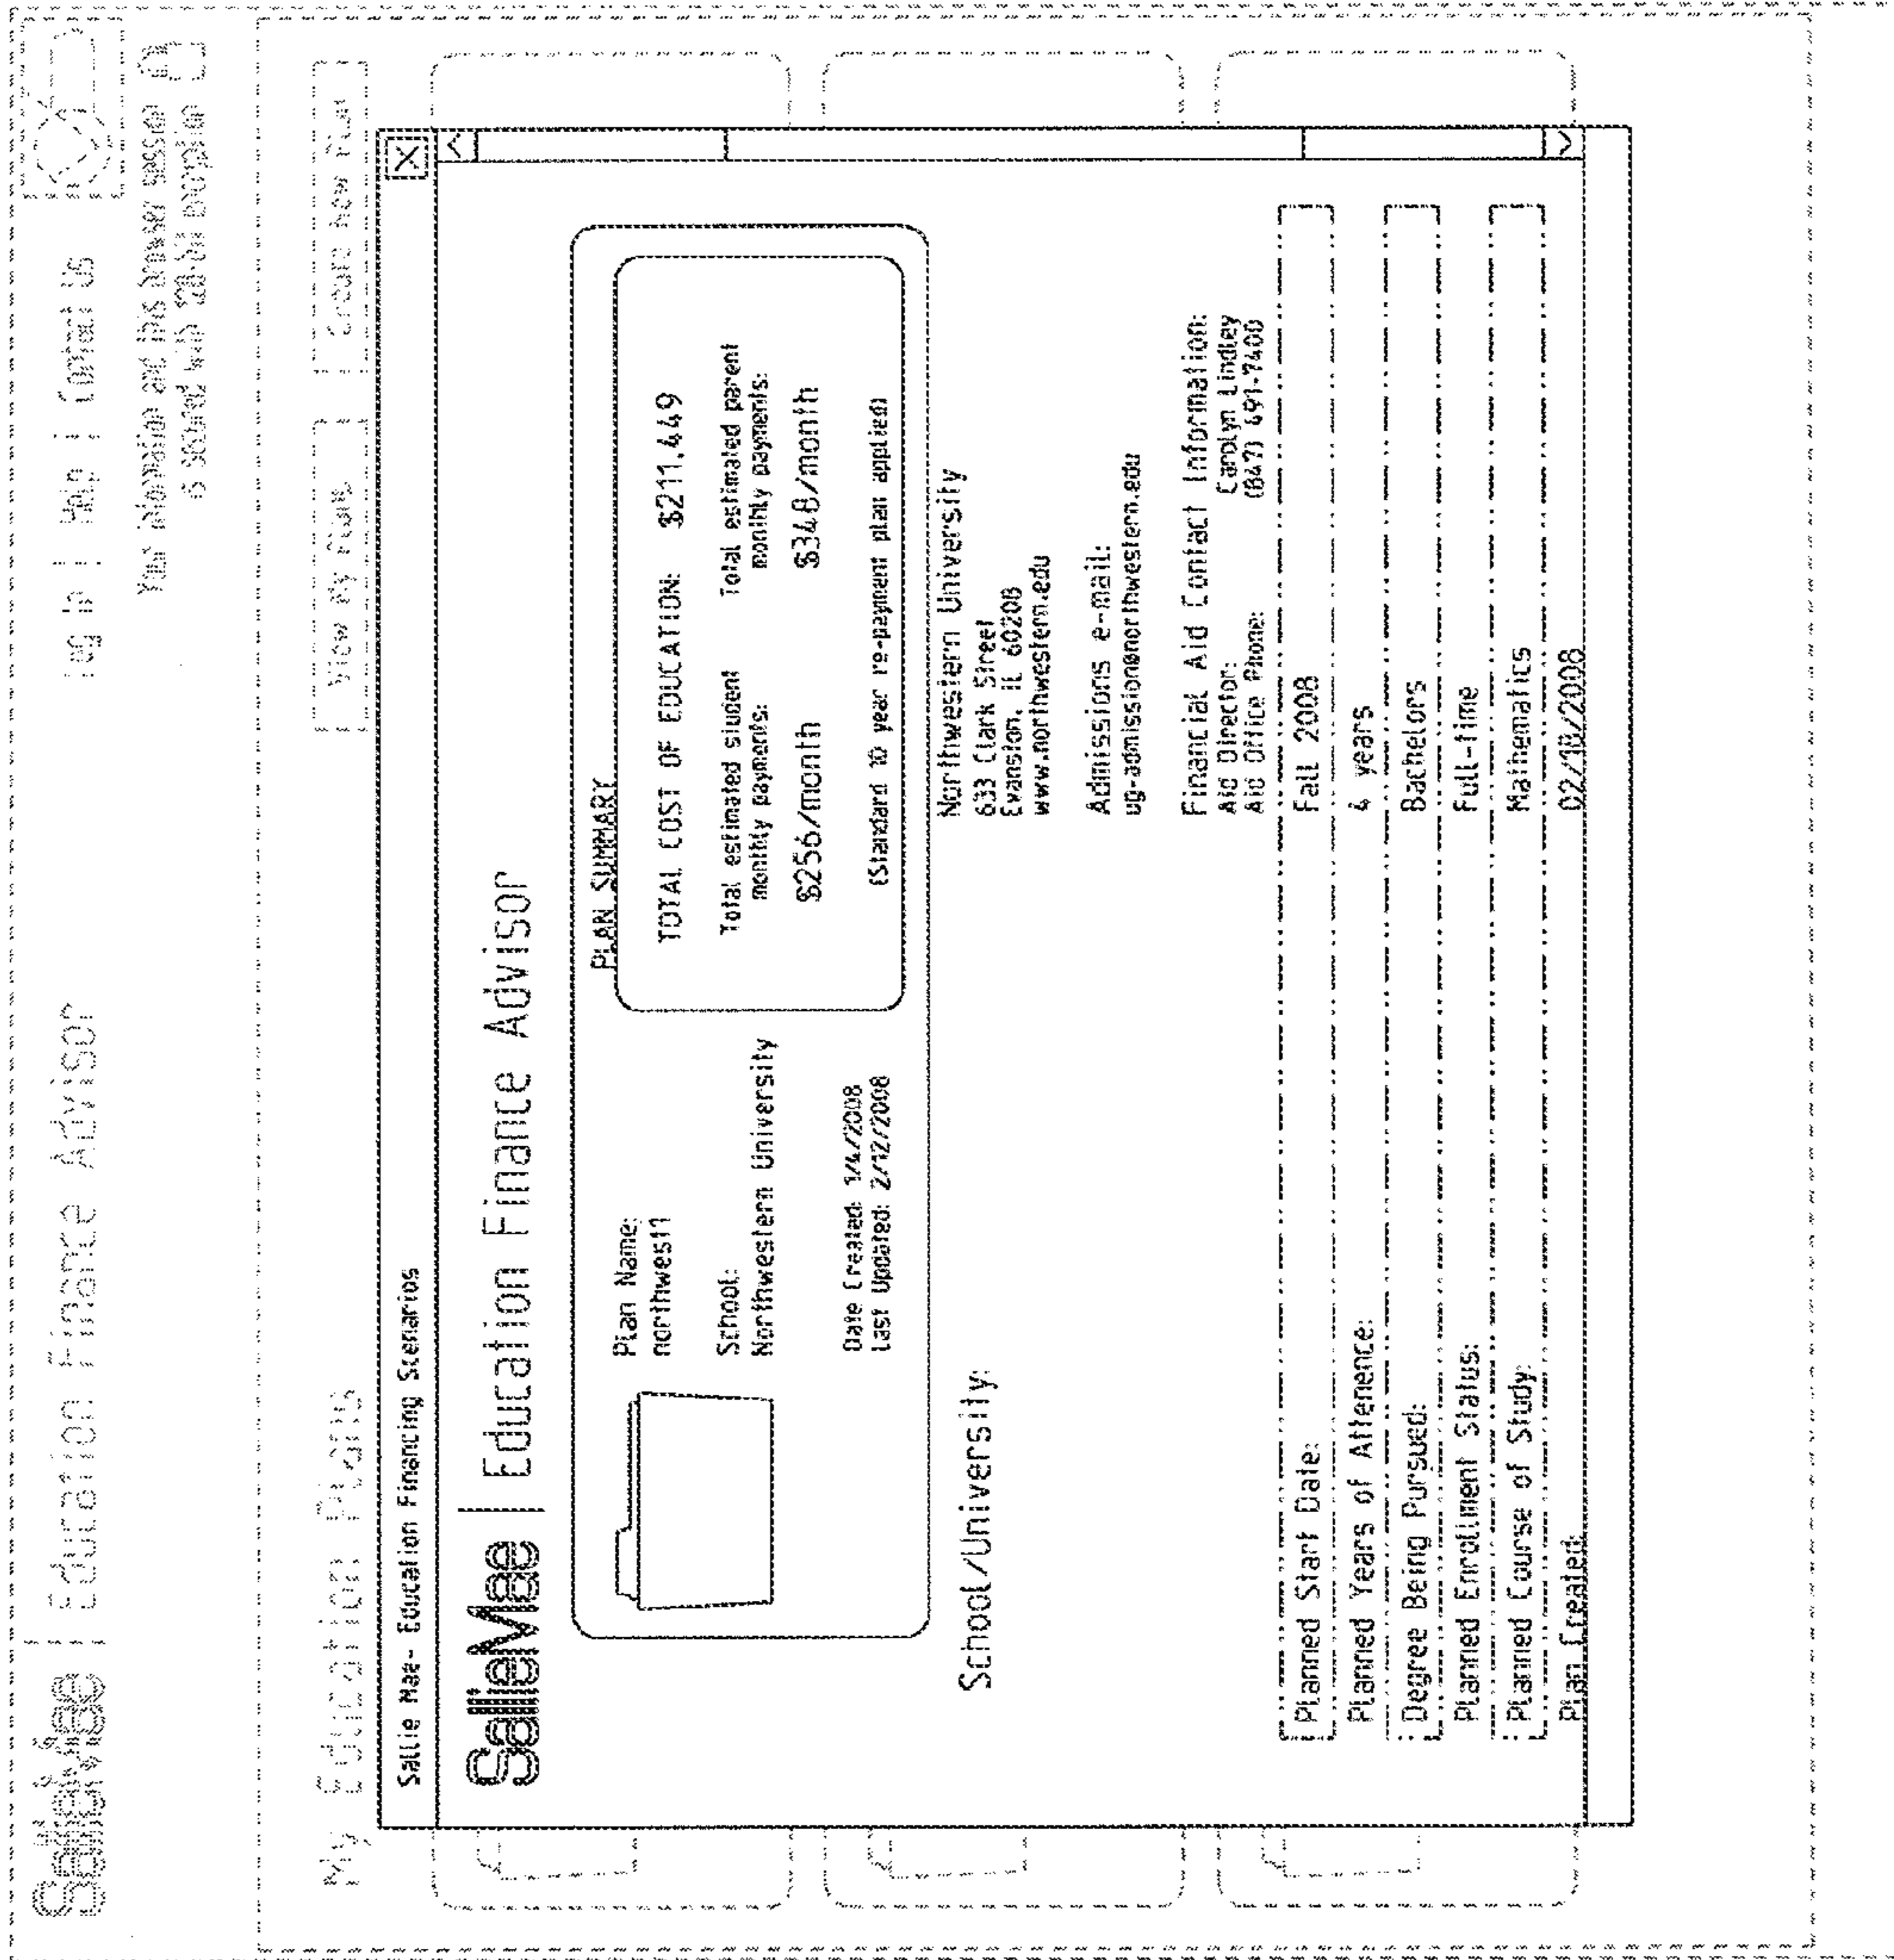 SallieMae | Education Finance Advisor
Log In | Help | Contact Us
Your information and this browser session
is secured with 128-bit encryption
My Education Plans
View My Plans
Create New Plan
Sallie Mae- Education Financing Scenarios
SallieMae | Education Finance Advisor
PLAN SUMMARY
Plan Name:
northwest1
School:
Northwestern University
Date Created: 1/4/2008
Last Updated: 2/12/2008
TOTAL COST OF EDUCATION: $211,449
Total estimated student
monthly payments:
$256/month
Total estimated parent
monthly payments:
$348/month
(Standard 10 year re-payment plan applied)
School/University:
Northwestern University
633 Clark Street
Evanston, IL 60208
www.northwestern.edu
Admissions e-mail:
ug-admission@northwestern.edu
Financial Aid Contact Information:
Aid Director: Carolyn Lindley
Aid Office Phone: (847) 491-7400
Planned Start Date: Fall 2008
Planned Years of Attenence: 4 years
Degree Being Pursued: Bachelors
Planned Enrollment Status: Full-time
Planned Course of Study: Mathematics
Plan Created: 02/18/2008